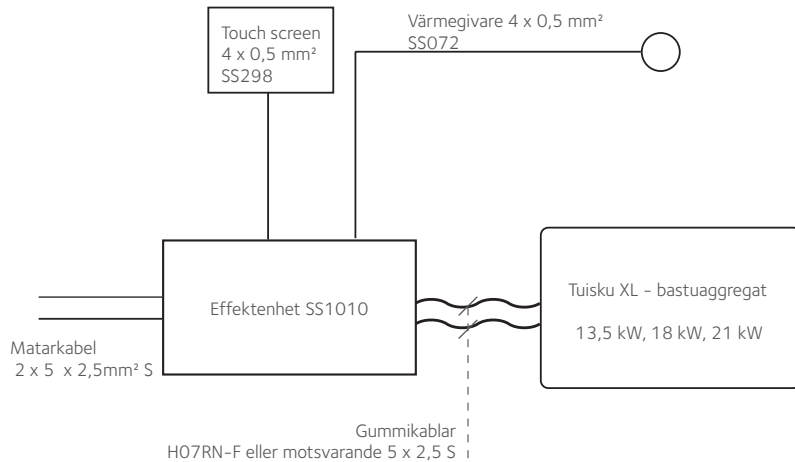 Touch screen
4 x 0,5 mm²
SS298
Värmegivare 4 x 0,5 mm²
SS072
Effektenhet SS1010
Tuisku XL - bastuaggregat
13,5 kW, 18 kW, 21 kW
Matarkabel
2 x 5 x 2,5mm² S
Gummikablar
H07RN-F eller motsvarande 5 x 2,5 S